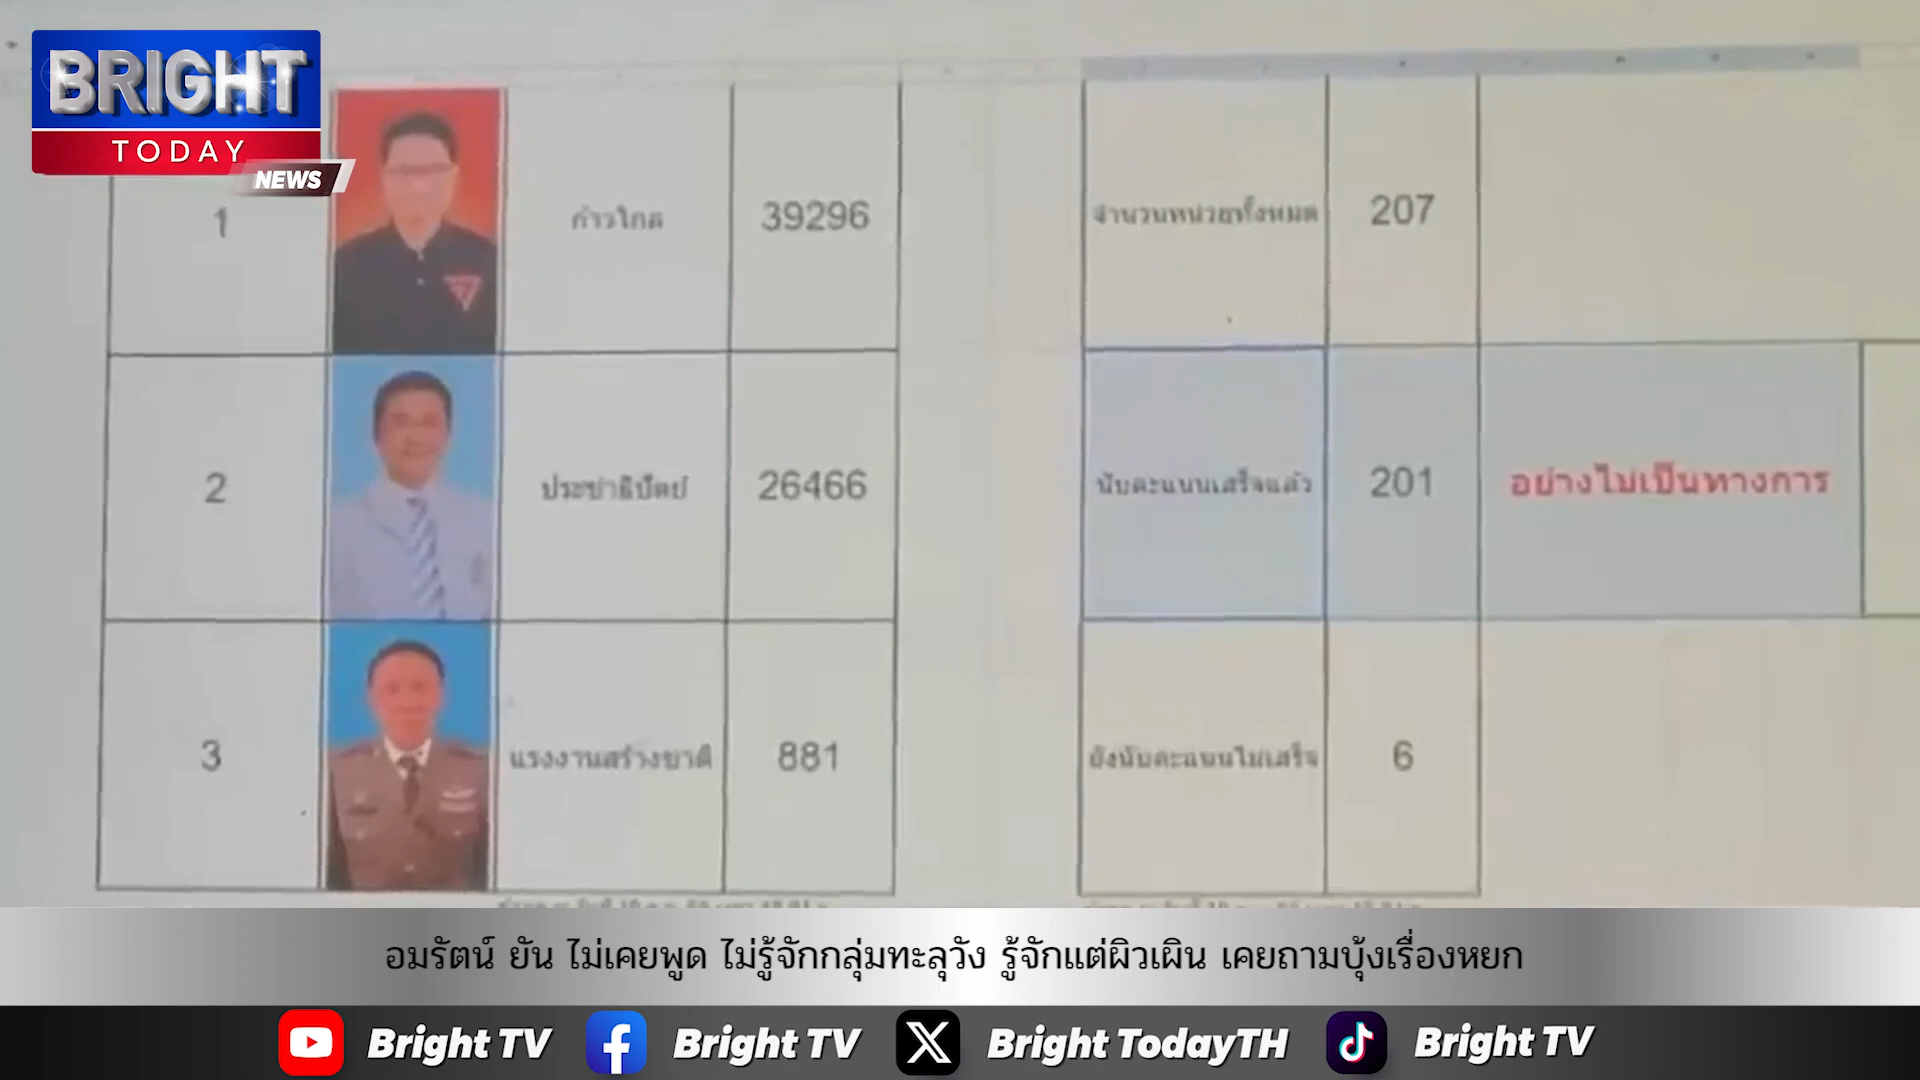 BRIGHT
TODAY
NEWS
1 ก้าวไกล 39296
จำนวนหน่วยทั้งหมด 207
2 ประชาธิปัตย์ 26466
นับคะแนนเสร็จแล้ว 201 อย่างไม่เป็นทางการ
3 แรงงานสร้างชาติ 881
ยังนับคะแนนไม่เสร็จ 6
อมรัตน์ ยัน ไม่เคยพูด ไม่รู้จักกลุ่มทะลุวัง รู้จักแต่ผิวเผิน เคยถามบุ้งเรื่องหยก
Bright TV Bright TV Bright TodayTH Bright TV